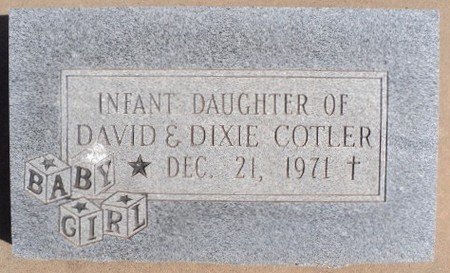 INFANT DAUGHTER OF
DAVID & DIXIE COTLER
★ DEC. 21, 1971 †
BABY
GIRL